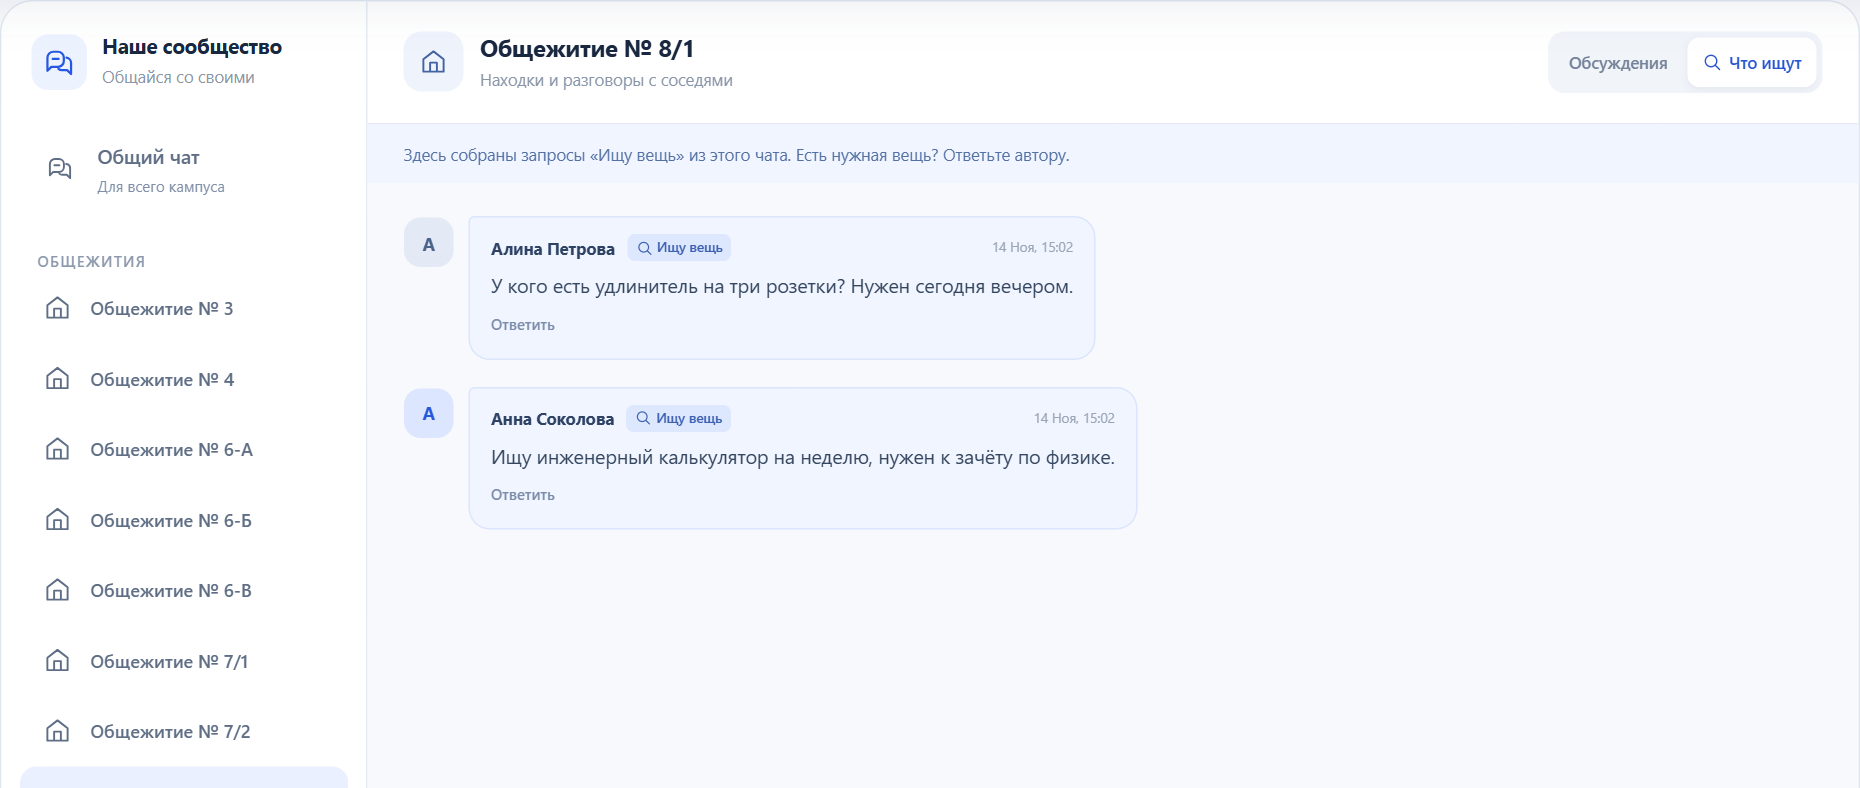 Наше сообщество
Общайся со своими
Общий чат
Для всего кампуса
ОБЩЕЖИТИЯ
Общежитие № 3
Общежитие № 4
Общежитие № 6-А
Общежитие № 6-Б
Общежитие № 6-В
Общежитие № 7/1
Общежитие № 7/2
Общежитие № 8/1
Находки и разговоры с соседями
Обсуждения
Что ищут
Здесь собраны запросы «Ищу вещь» из этого чата. Есть нужная вещь? Ответьте автору.
А
Алина Петрова Ищу вещь 14 Ноя, 15:02
У кого есть удлинитель на три розетки? Нужен сегодня вечером.
Ответить
А
Анна Соколова Ищу вещь 14 Ноя, 15:02
Ищу инженерный калькулятор на неделю, нужен к зачёту по физике.
Ответить